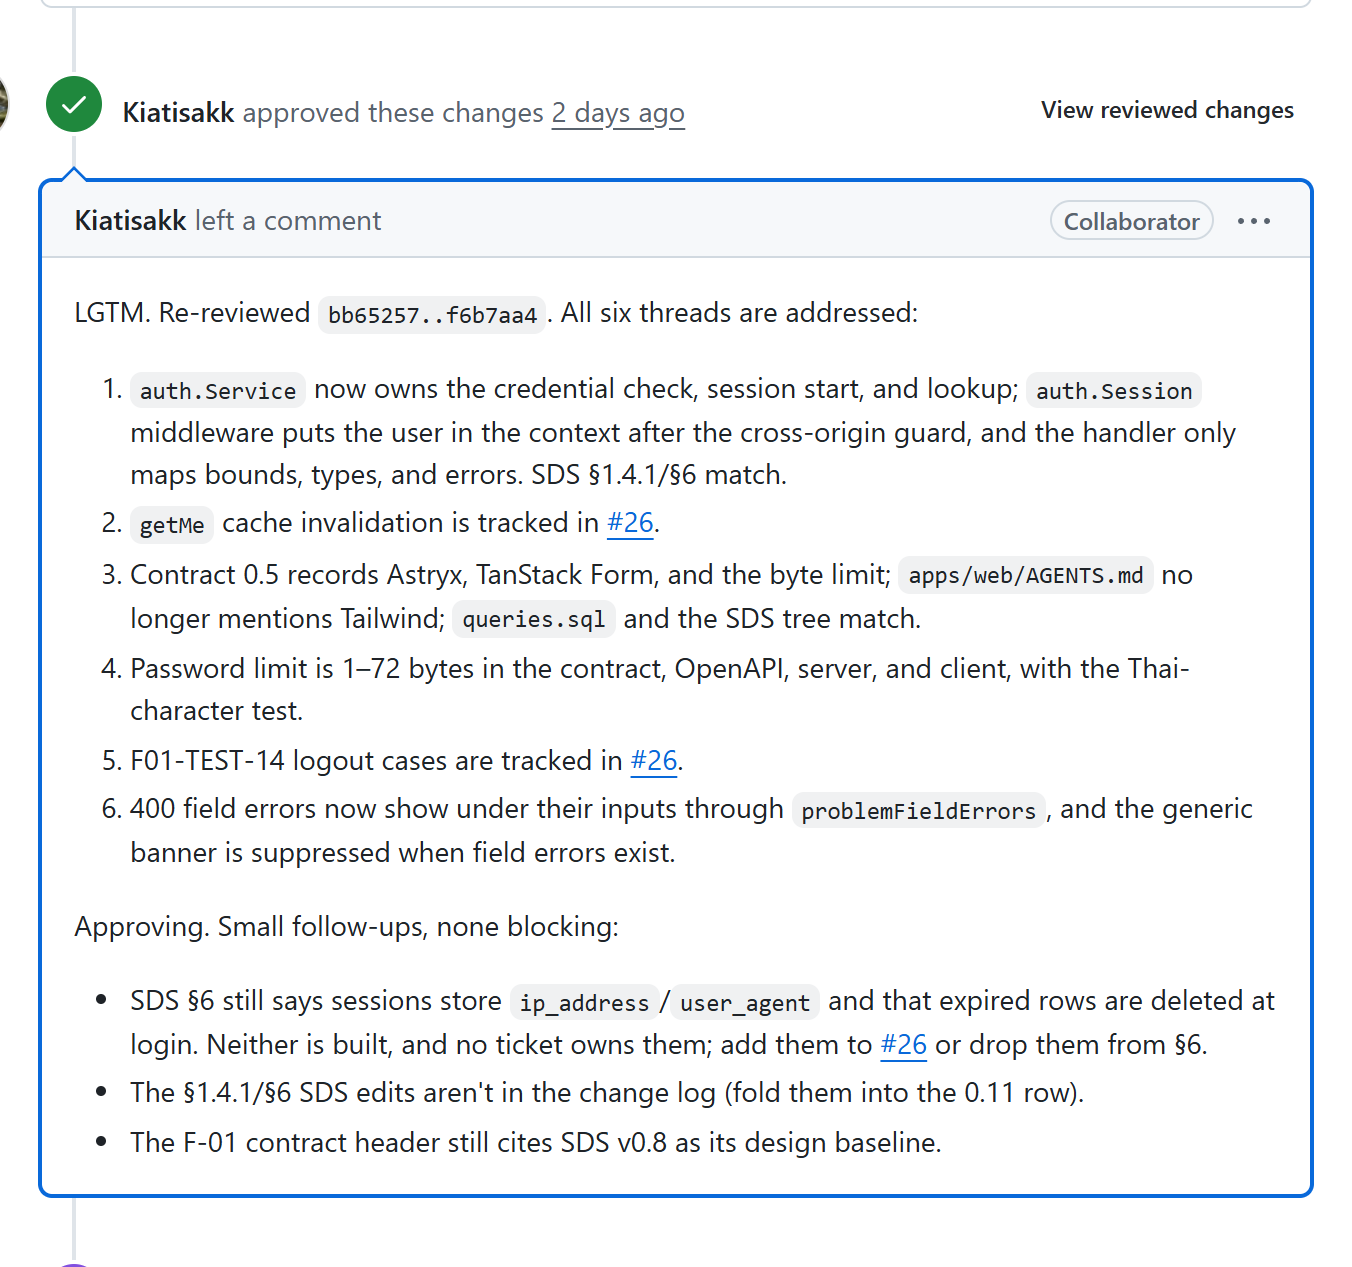 Kiatisakk approved these changes 2 days ago
View reviewed changes
Kiatisakk left a comment
Collaborator
LGTM. Re-reviewed bb65257..f6b7aa4. All six threads are addressed:
1. auth.Service now owns the credential check, session start, and lookup; auth.Session
middleware puts the user in the context after the cross-origin guard, and the handler only
maps bounds, types, and errors. SDS §1.4.1/§6 match.
2. getMe cache invalidation is tracked in #26.
3. Contract 0.5 records Astryx, TanStack Form, and the byte limit; apps/web/AGENTS.md no
longer mentions Tailwind; queries.sql and the SDS tree match.
4. Password limit is 1–72 bytes in the contract, OpenAPI, server, and client, with the Thai-
character test.
5. F01-TEST-14 logout cases are tracked in #26.
6. 400 field errors now show under their inputs through problemFieldErrors, and the generic
banner is suppressed when field errors exist.
Approving. Small follow-ups, none blocking:
• SDS §6 still says sessions store ip_address/user_agent and that expired rows are deleted at
login. Neither is built, and no ticket owns them; add them to #26 or drop them from §6.
• The §1.4.1/§6 SDS edits aren't in the change log (fold them into the 0.11 row).
• The F-01 contract header still cites SDS v0.8 as its design baseline.